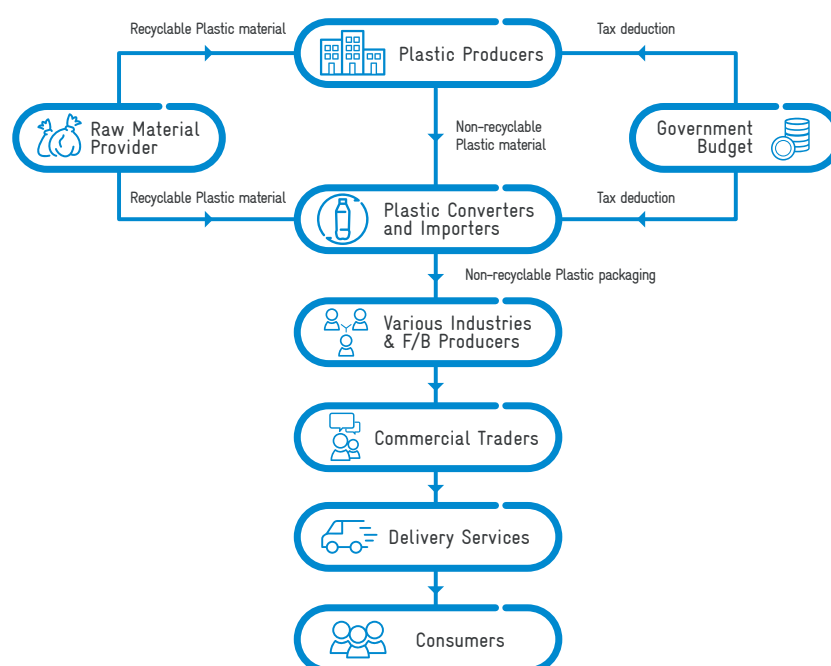 Recyclable Plastic material
Tax deduction
Plastic Producers
Raw Material
Provider
Non-recyclable
Plastic material
Government
Budget
Recyclable Plastic material
Tax deduction
Plastic Converters
and Importers
Non-recyclable Plastic packaging
Various Industries
& F/B Producers
Commercial Traders
Delivery Services
Consumers